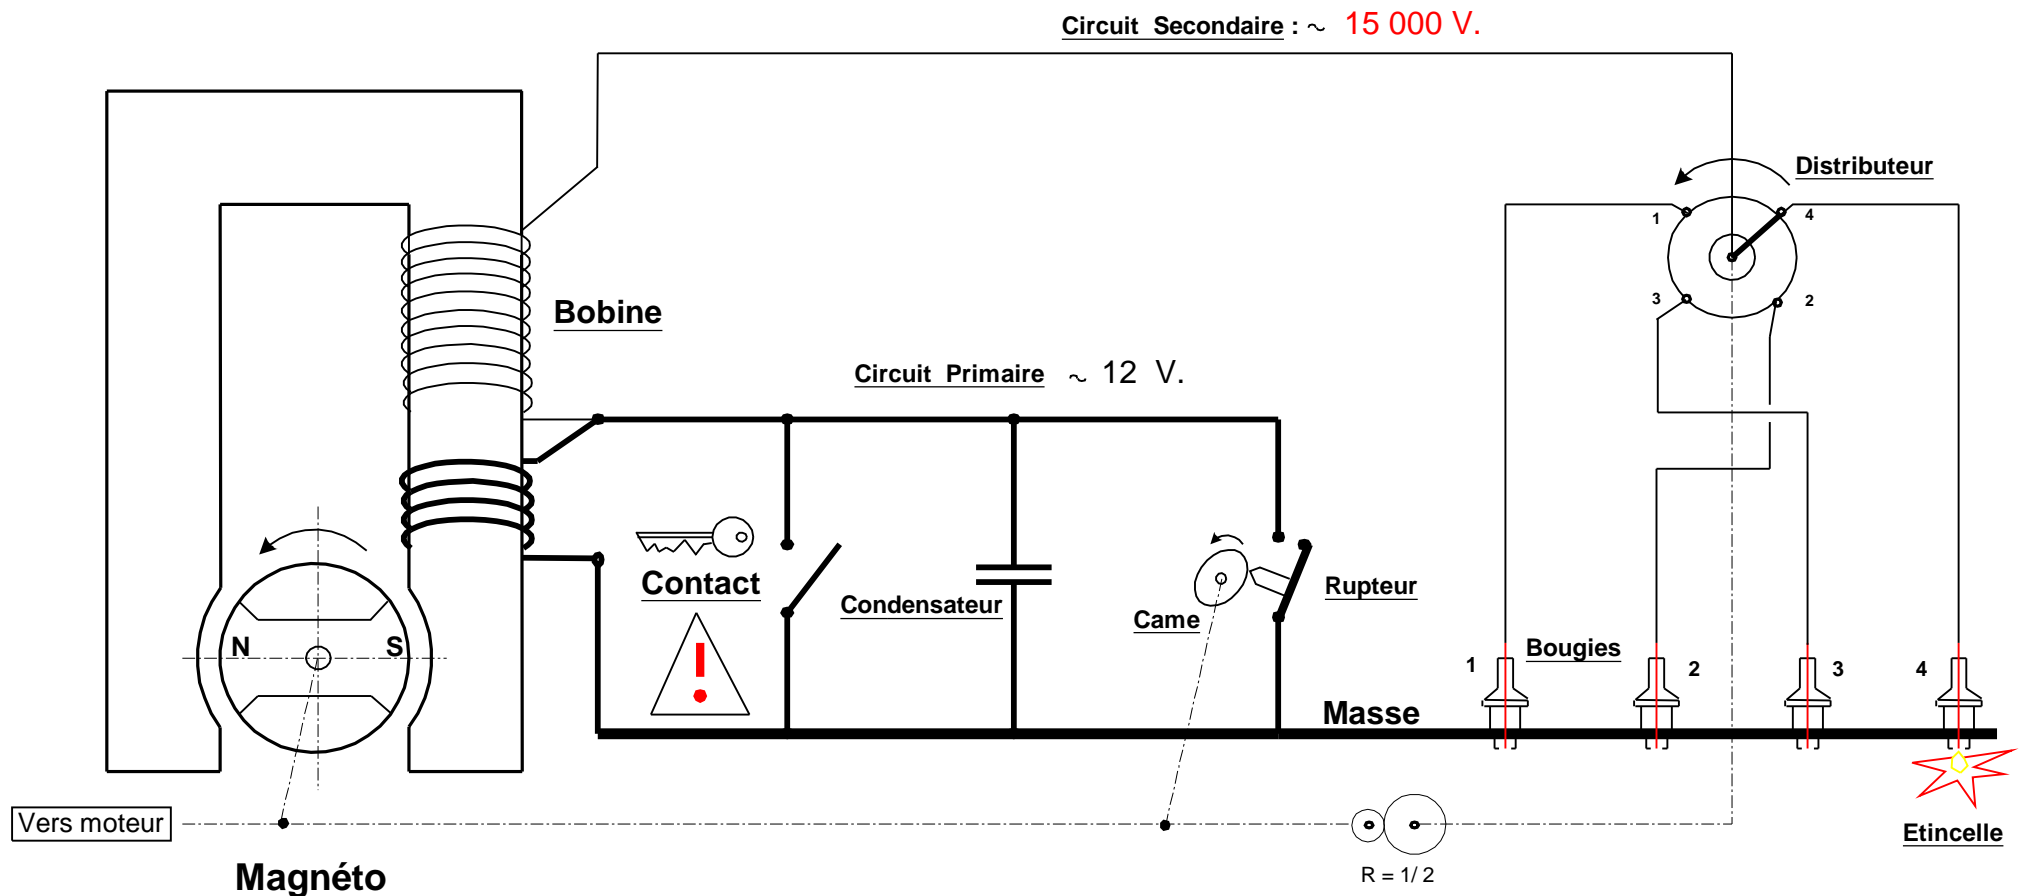 Circuit Secondaire : ~ 15 000 V.
Distributeur
1
4
3
2
Bobine
Circuit Primaire ~ 12 V.
Contact
!
Condensateur
Came
Rupteur
N
S
Bougies
1
2
3
4
Masse
Vers moteur
Etincelle
R = 1/ 2
Magnéto